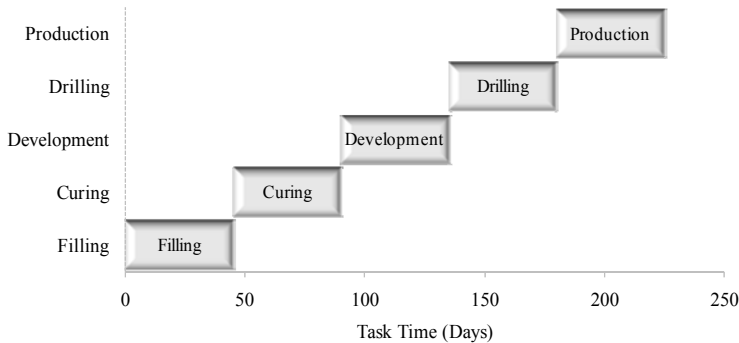 Production
Production
Drilling
Drilling
Development
Development
Curing
Curing
Filling
Filling
0 50 100 150 200 250
Task Time (Days)